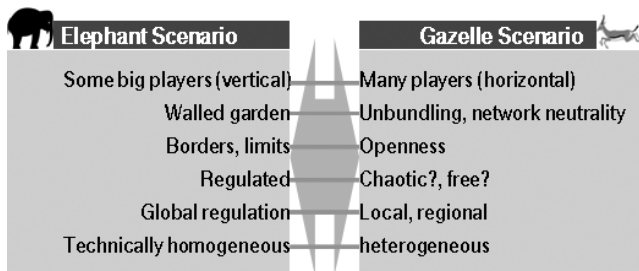 Elephant Scenario Gazelle Scenario
Some big players (vertical) Many players (horizontal)
Walled garden Unbundling, network neutrality
Borders, limits Openness
Regulated Chaotic?, free?
Global regulation Local, regional
Technically homogeneous heterogeneous